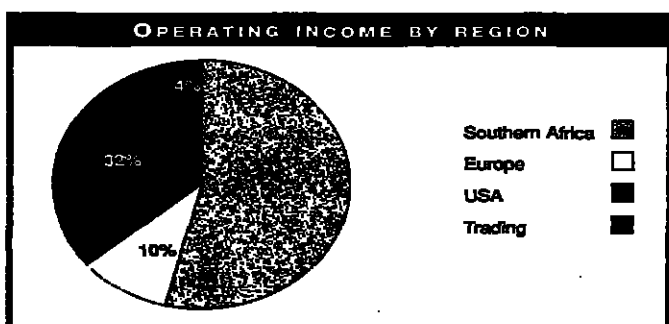 OPERATING INCOME BY REGION
4%
32%
10%
Southern Africa
Europe
USA
Trading